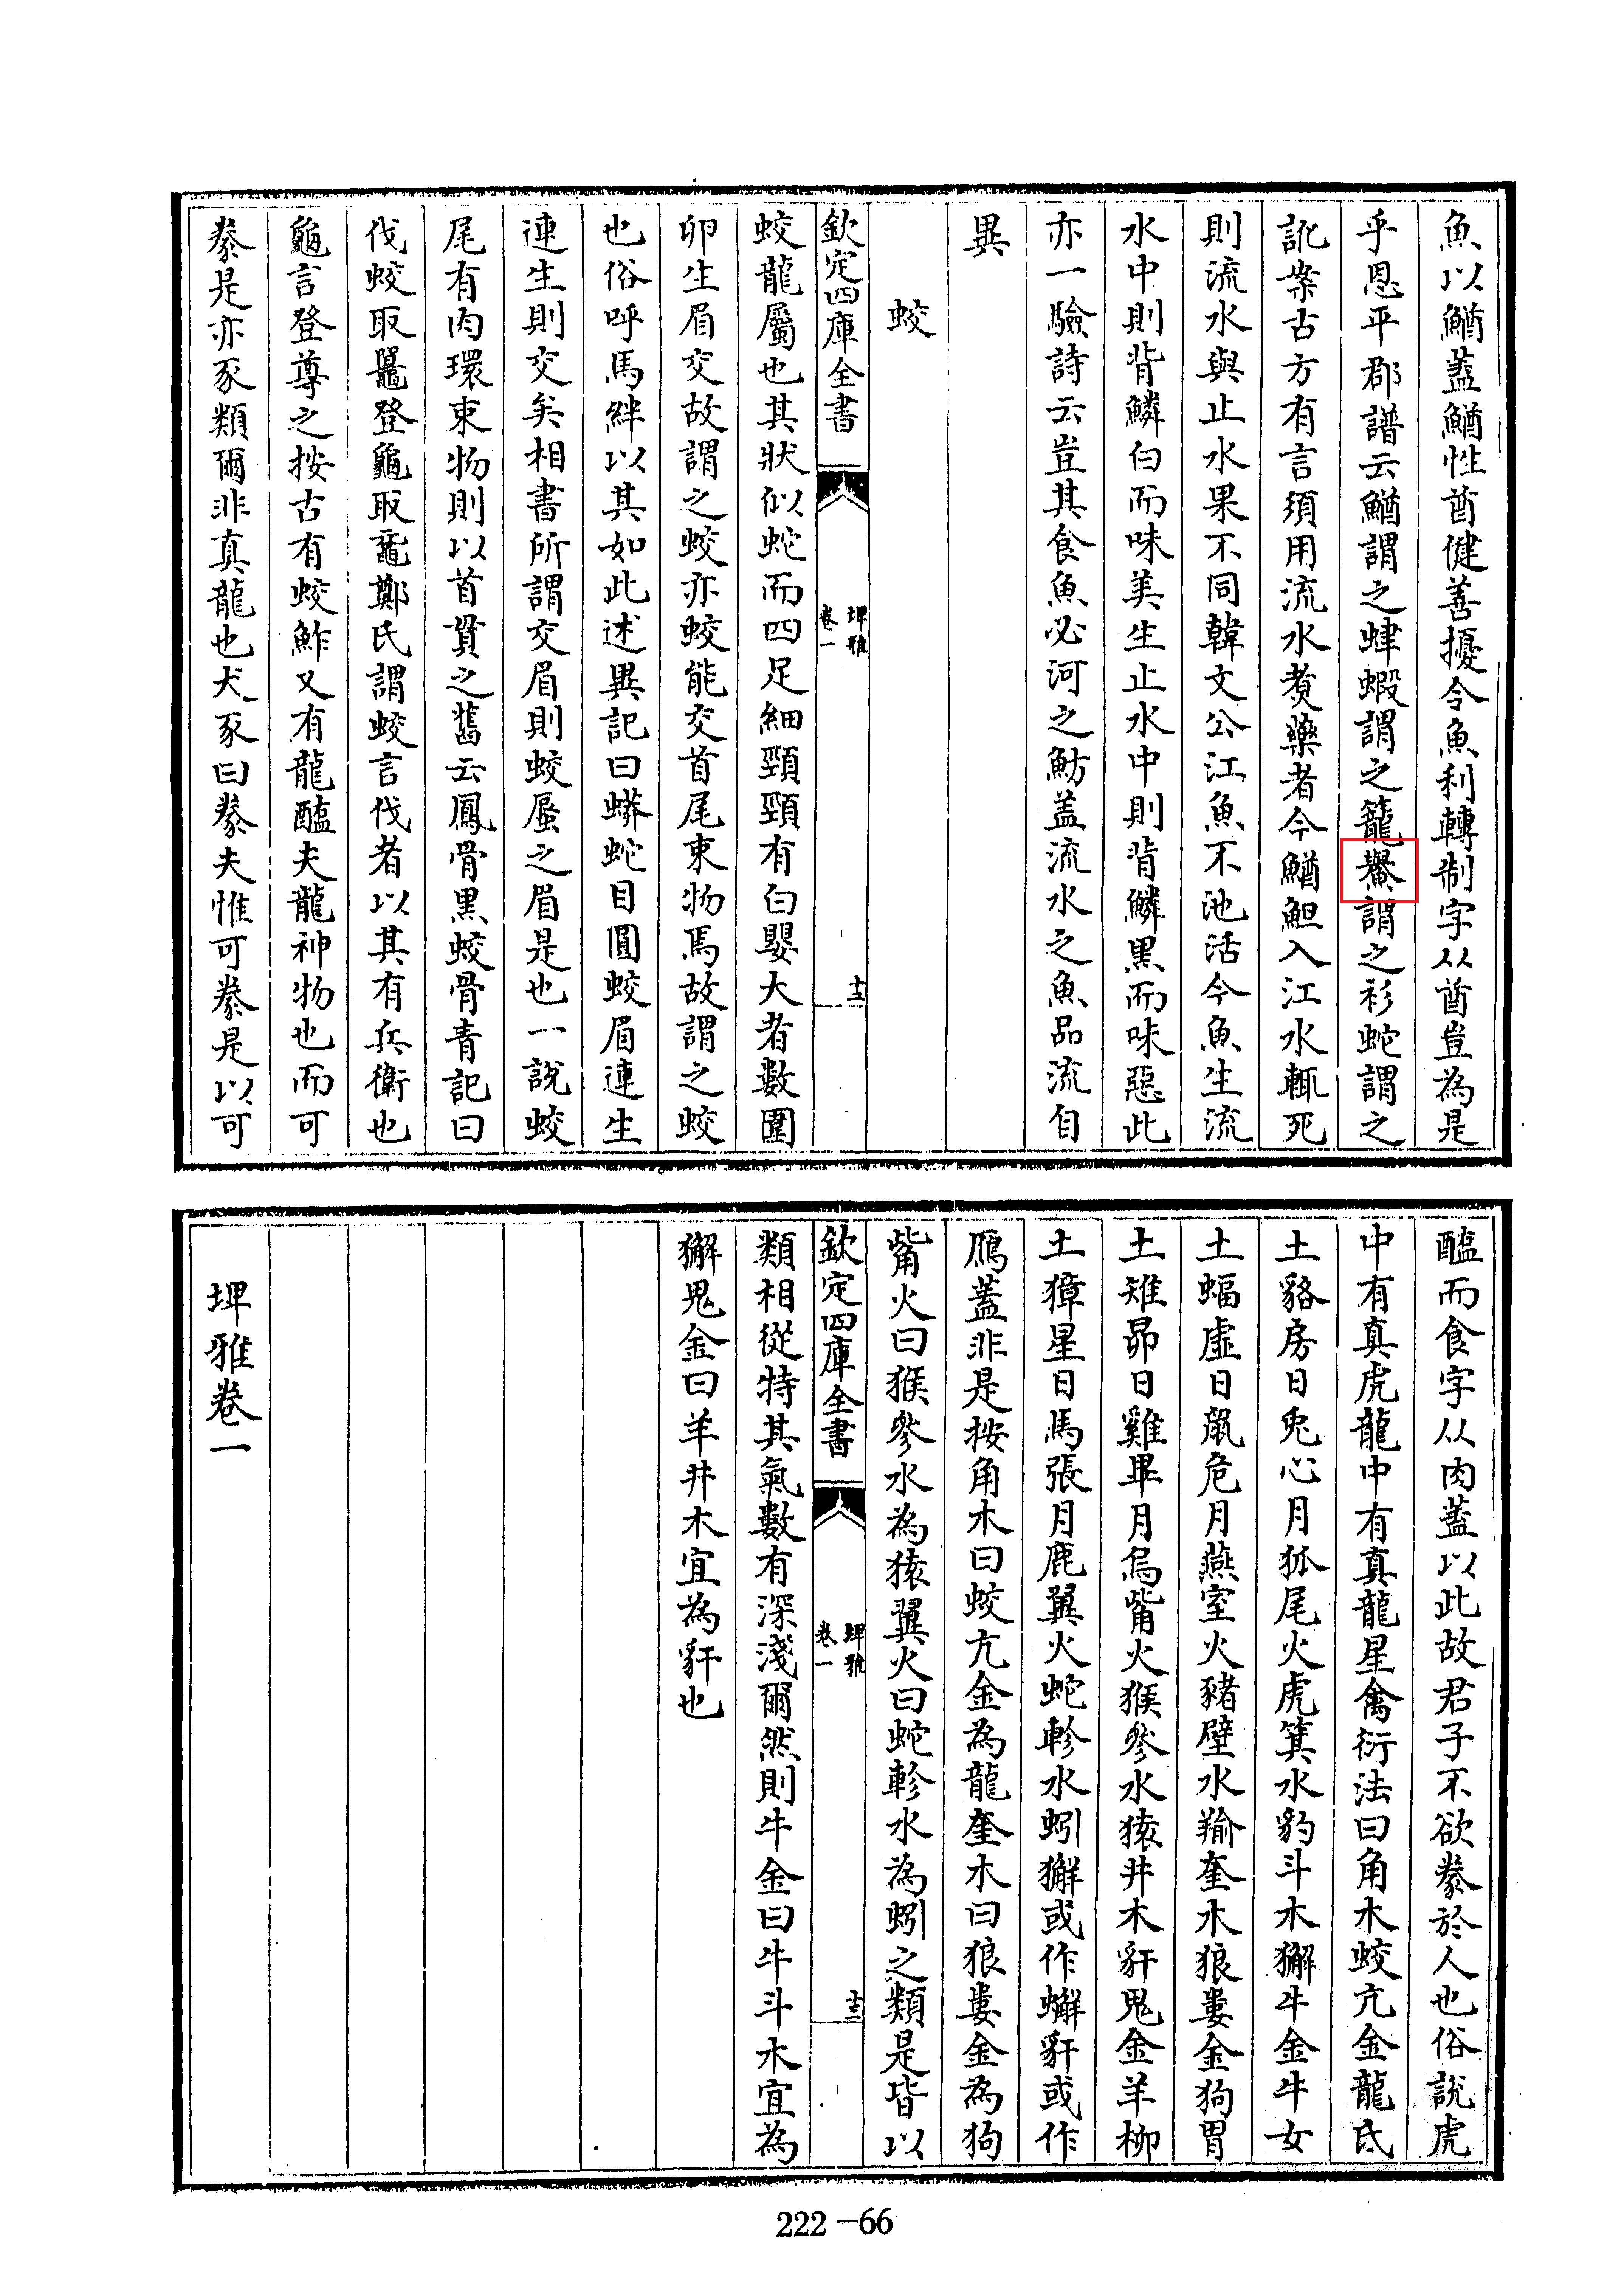 魚以鰌蓋鰌性酋健善擾令魚利轉制字从酋豈為是
乎恩平郡譜云鰌謂之蝦謂之籠鱟謂之衫蛇謂之
訛案古方有言須用流水煑藥者今鰌䱇入江水輒死
則流水與止水果不同韓文公江魚不池活今魚生流
水中則背鱗白而味美生止水中則背鱗黒而味惡此
亦一驗詩云豈其食魚必河之魴盖流水之魚品流自
異
蛟
欽定四庫全書
埤雅
卷一
十三
蛟龍屬也其狀似蛇而四足細頸頸有白嬰大者數圍
卵生眉交故謂之蛟亦蛟能交首尾束物馬故謂之蛟
也俗呼馬絆以其如此述異記曰蟒蛇目圓蛟眉連生
連生則交矣相書所謂交眉則蛟蜃之眉是也一說蛟
尾有肉環束物則以首貫之舊云鳳骨黒蛟骨青記曰
伐蛟取鼉登龜取黿鄭氏謂蛟言伐者以其有兵衛也
龜言登尊之按古有蛟鮓又有龍醢夫龍神物也而可
豢是亦豕類爾非真龍也犬豕曰豢夫惟可豢是以可
醢而食字从肉蓋以此故君子不欲豢於人也俗說虎
中有真虎龍中有真龍星禽衍法曰角木蛟亢金龍氐
土貉房日兎心月狐尾火虎箕水豹斗木獬牛金牛女
土蝠虛日鼠危月燕室火豬壁水㺄奎木狼婁金狗胃
土雉昴日雞畢月烏觜火猴參水猿井木豻鬼金羊柳
土獐星日馬張月鹿翼火蛇軫水蚓獬或作蠏豻或作
鴈蓋非是按角木曰蛟亢金為龍奎木曰狼婁金為狗
觜火曰猴參水為猿翼火曰蛇軫水為蚓之類是皆以
欽定四庫全書
埤雅
卷一
十三
類相從特其氣數有深淺爾然則牛金曰牛斗水宜為
獬鬼金曰羊井木宜為豻也
埤雅卷一
222-66